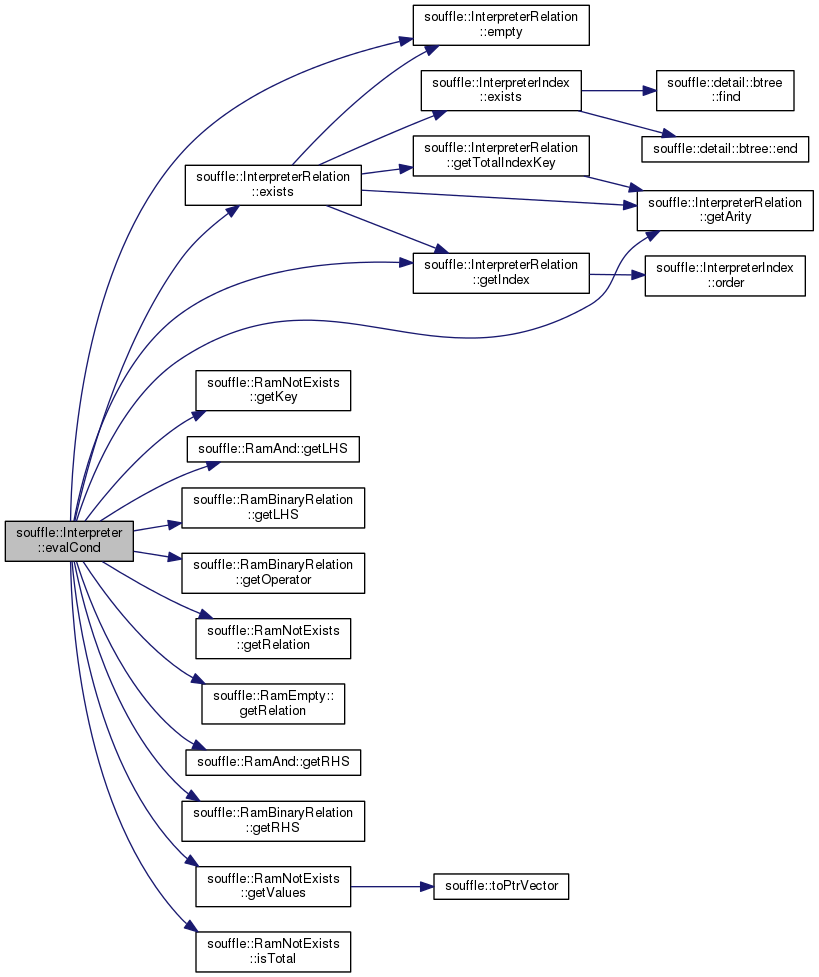 souffle::InterpreterRelation
::empty
souffle::InterpreterIndex
::exists
souffle::detail::btree
::find
souffle::detail::btree::end
souffle::InterpreterRelation
::getTotalIndexKey
souffle::InterpreterRelation
::exists
souffle::InterpreterRelation
::getArity
souffle::InterpreterRelation
::getIndex
souffle::InterpreterIndex
::order
souffle::RamNotExists
::getKey
souffle::RamAnd::getLHS
souffle::RamBinaryRelation
::getLHS
souffle::Interpreter
::evalCond
souffle::RamBinaryRelation
::getOperator
souffle::RamNotExists
::getRelation
souffle::RamEmpty::
getRelation
souffle::RamAnd::getRHS
souffle::RamBinaryRelation
::getRHS
souffle::RamNotExists
::getValues
souffle::toPtrVector
souffle::RamNotExists
::isTotal